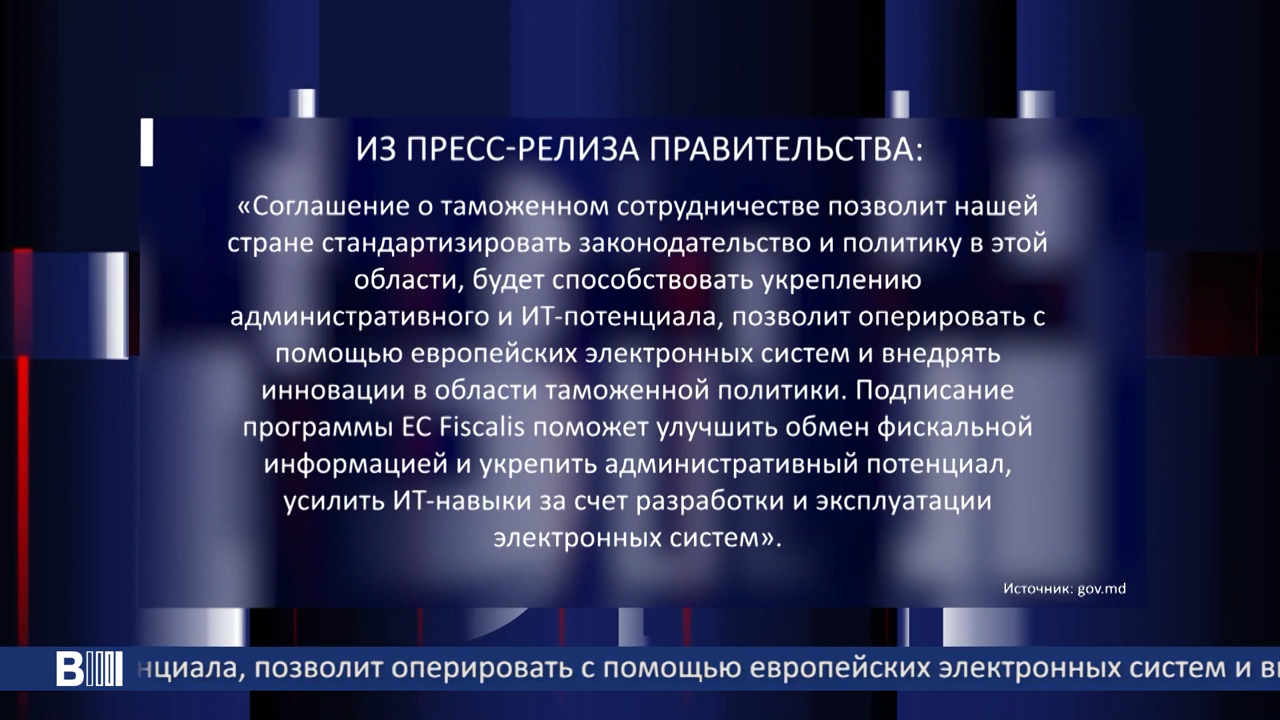 ИЗ ПРЕСС-РЕЛИЗА ПРАВИТЕЛЬСТВА:
«Соглашение о таможенном сотрудничестве позволит нашей
стране стандартизировать законодательство и политику в этой
области, будет способствовать укреплению
административного и ИТ-потенциала, позволит оперировать с
помощью европейских электронных систем и внедрять
инновации в области таможенной политики. Подписание
программы ЕС Fiscalis поможет улучшить обмен фискальной
информацией и укрепить административный потенциал,
усилить ИТ-навыки за счет разработки и эксплуатации
электронных систем».
Источник: gov.md
нциала, позволит оперировать с помощью европейских электронных систем и